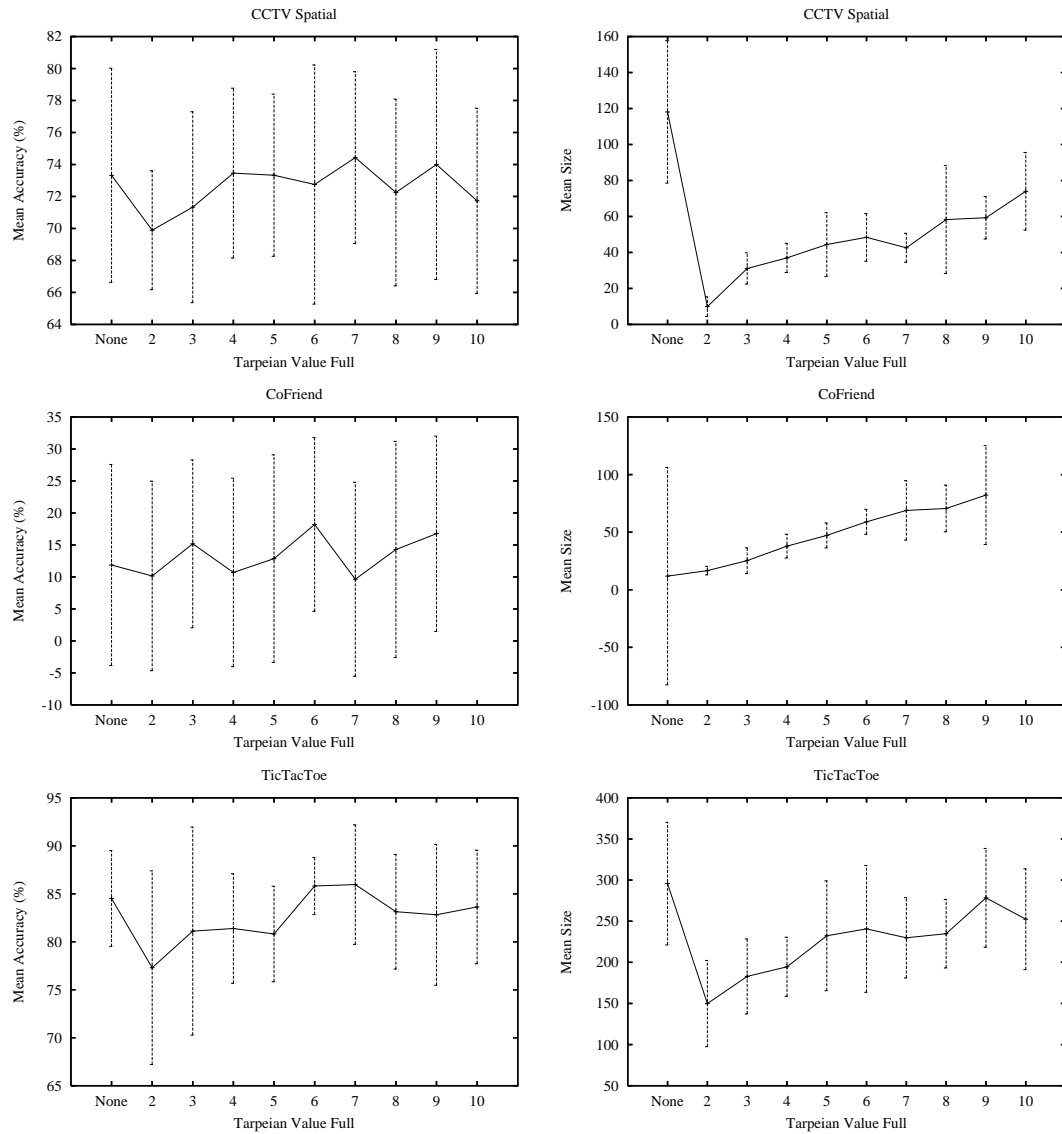 CCTV Spatial
82
80
78
76
74
72
70
68
66
64
Mean Accuracy (%)
None 2 3 4 5 6 7 8 9 10
Tarpeian Value Full
CCTV Spatial
160
140
120
100
80
60
40
20
0
Mean Size
None 2 3 4 5 6 7 8 9 10
Tarpeian Value Full
CoFriend
35
30
25
20
15
10
5
0
-5
-10
Mean Accuracy (%)
None 2 3 4 5 6 7 8 9 10
Tarpeian Value Full
CoFriend
150
100
50
0
-50
-100
Mean Size
None 2 3 4 5 6 7 8 9 10
Tarpeian Value Full
TicTacToe
95
90
85
80
75
70
65
Mean Accuracy (%)
None 2 3 4 5 6 7 8 9 10
Tarpeian Value Full
TicTacToe
400
350
300
250
200
150
100
50
Mean Size
None 2 3 4 5 6 7 8 9 10
Tarpeian Value Full